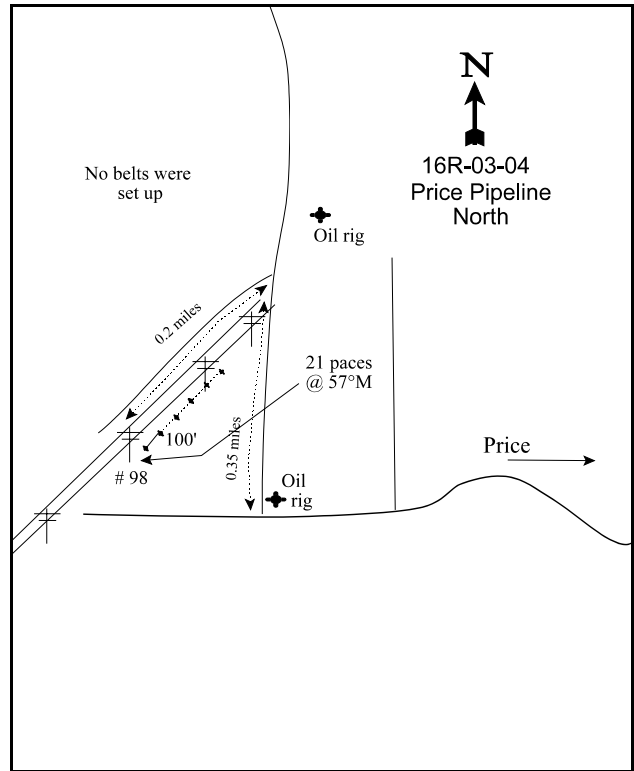 N
16R-03-04
Price Pipeline
North
No belts were
set up
Oil rig
0.2 miles
21 paces
@ 57°M
100'
0.35 miles
# 98
Oil
rig
Price